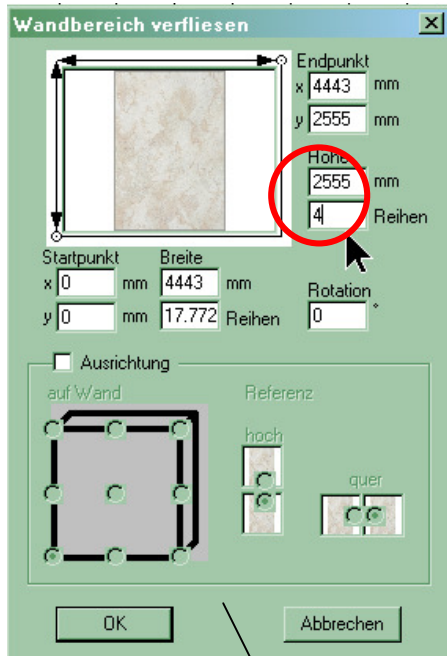 Wandbereich verfliesen
Endpunkt
x 4443 mm
y 2555 mm
Höhe
2555 mm
4 Reihen
Startpunkt Breite
x 0 mm 4443 mm
Rotation
y 0 mm 17.772 Reihen 0 °
Ausrichtung
auf Wand Referenz
hoch
quer
OK Abbrechen